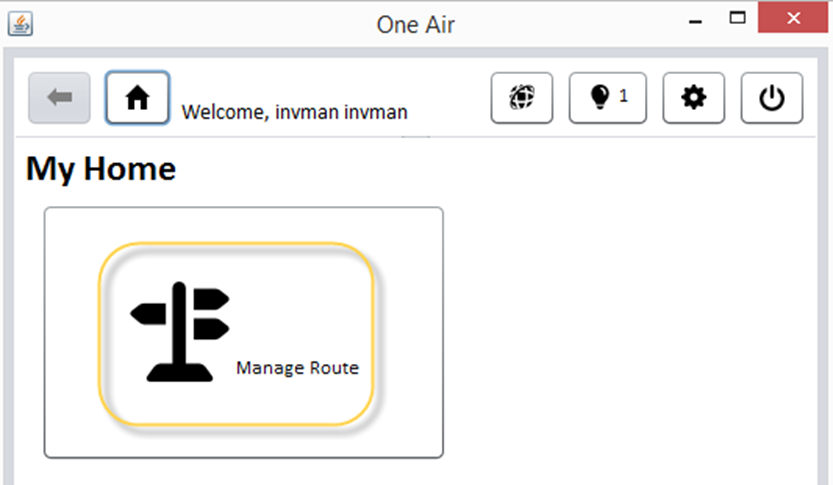 One Air
Welcome, invman invman
1
My Home
Manage Route